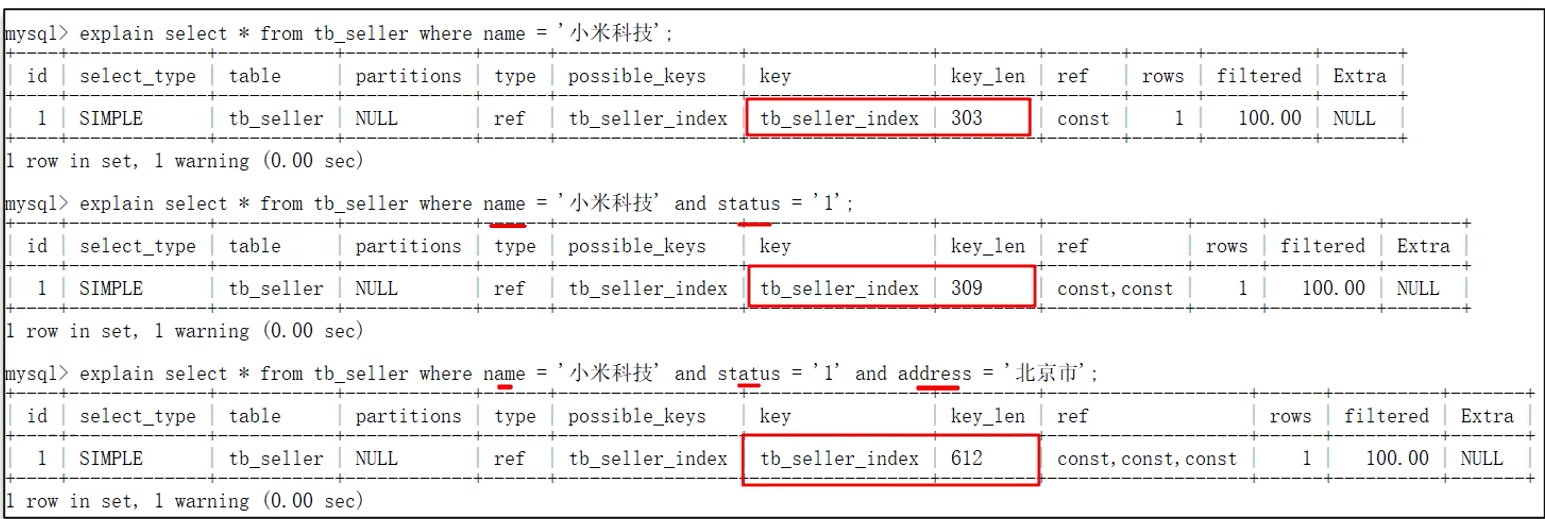 mysql> explain select * from tb_seller where name = '小米科技';
| id | select_type | table | partitions | type | possible_keys | key | key_len | ref | rows | filtered | Extra |
| 1 | SIMPLE | tb_seller | NULL | ref | tb_seller_index | tb_seller_index | 303 | const | 1 | 100.00 | NULL |
1 row in set, 1 warning (0.00 sec)
mysql> explain select * from tb_seller where name = '小米科技' and status = '1';
| id | select_type | table | partitions | type | possible_keys | key | key_len | ref | rows | filtered | Extra |
| 1 | SIMPLE | tb_seller | NULL | ref | tb_seller_index | tb_seller_index | 309 | const,const | 1 | 100.00 | NULL |
1 row in set, 1 warning (0.00 sec)
mysql> explain select * from tb_seller where name = '小米科技' and status = '1' and address = '北京市';
| id | select_type | table | partitions | type | possible_keys | key | key_len | ref | rows | filtered | Extra |
| 1 | SIMPLE | tb_seller | NULL | ref | tb_seller_index | tb_seller_index | 612 | const,const,const | 1 | 100.00 | NULL |
1 row in set, 1 warning (0.00 sec)